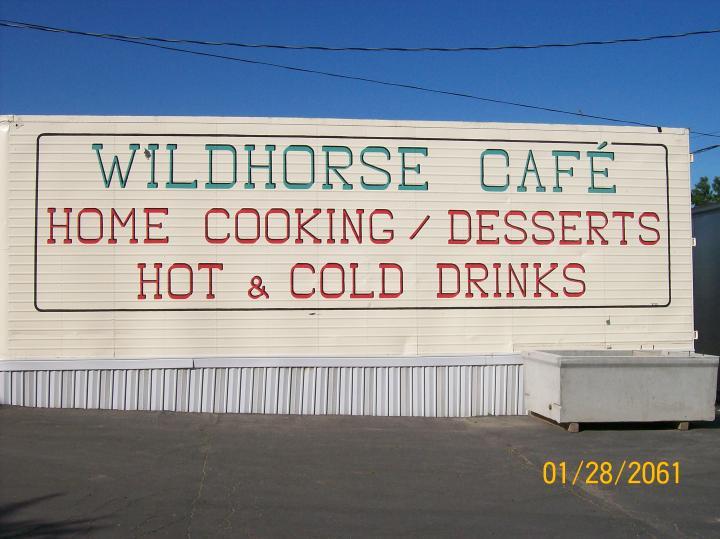 WILDHORSE CAFÉ
HOME COOKING / DESSERTS
HOT & COLD DRINKS
01/28/2061